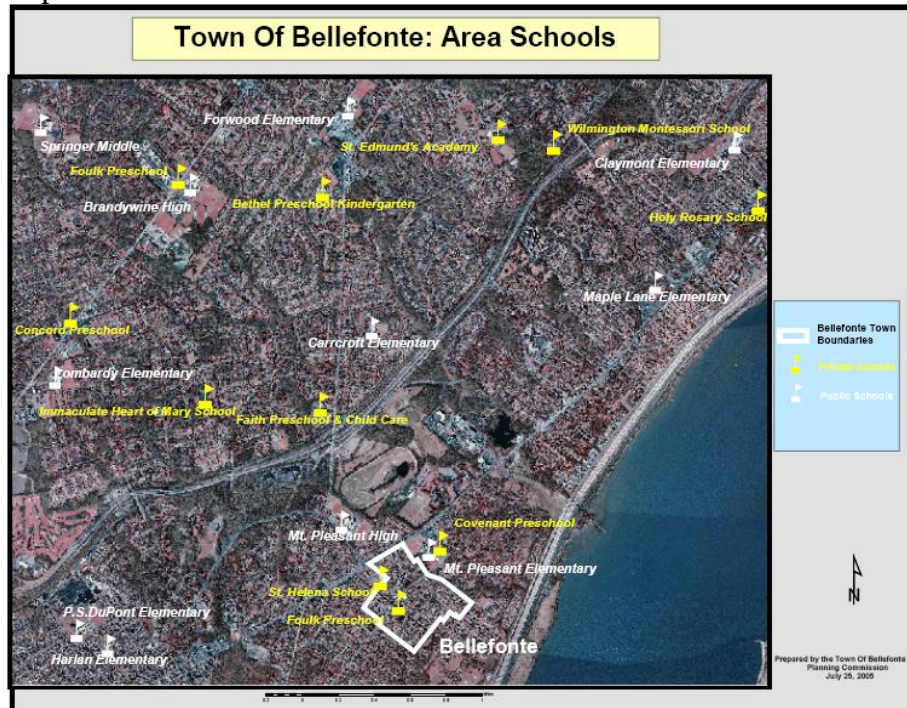 Town Of Bellefonte: Area Schools
Forwood Elementary
Springer Middle
St. Edmund's Academy
Wilmington Montessori School
Claymont Elementary
Foulk Preschool
Brandywine High
Bethel Preschool Kindergarten
Holy Rosary School
Maple Lane Elementary
Concord Preschool
Carrcroft Elementary
Lombardy Elementary
Immaculate Heart of Mary School
Faith Preschool & Child Care
Mt. Pleasant High
Covenant Preschool
Mt. Pleasant Elementary
St. Helena School
Foulk Preschool
P.S.DuPont Elementary
Harlan Elementary
Bellefonte
Bellefonte Town
Boundaries
Private Schools
Public Schools
N
Prepared by the Town Of Bellefonte
Planning Commission
July 25, 2005